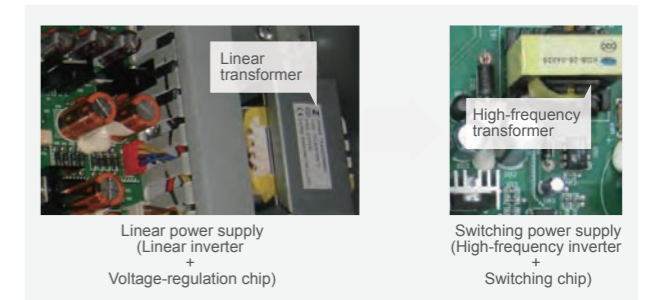 Linear
transformer
High-frequency
transformer
Linear power supply
(Linear inverter
+
Voltage-regulation chip)
Switching power supply
(High-frequency inverter
+
Switching chip)